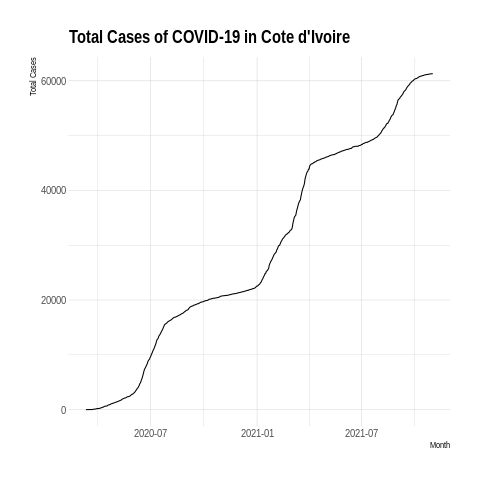 Total Cases of COVID-19 in Cote d'Ivoire
Total Cases
60000
40000
20000
0
2020-07 2021-01 2021-07
Month